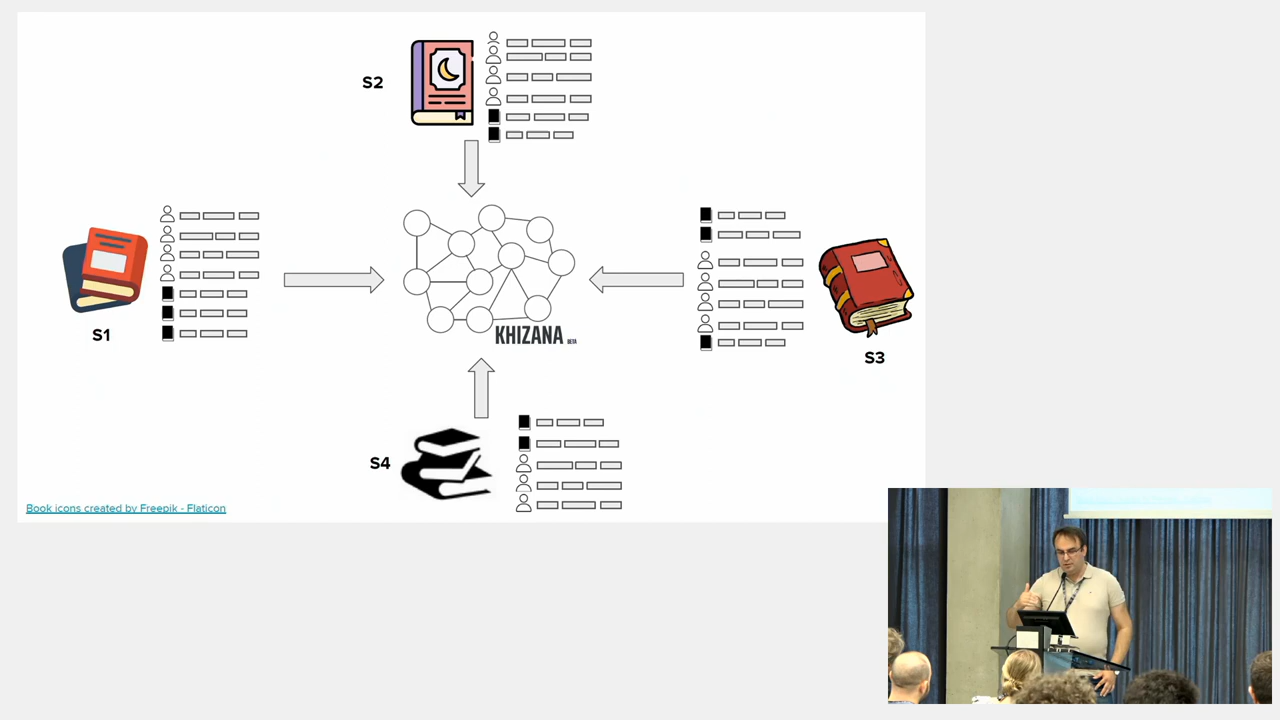 S2
S1
KHIZANA BETA
S3
S4
Book icons created by Freepik - Flaticon